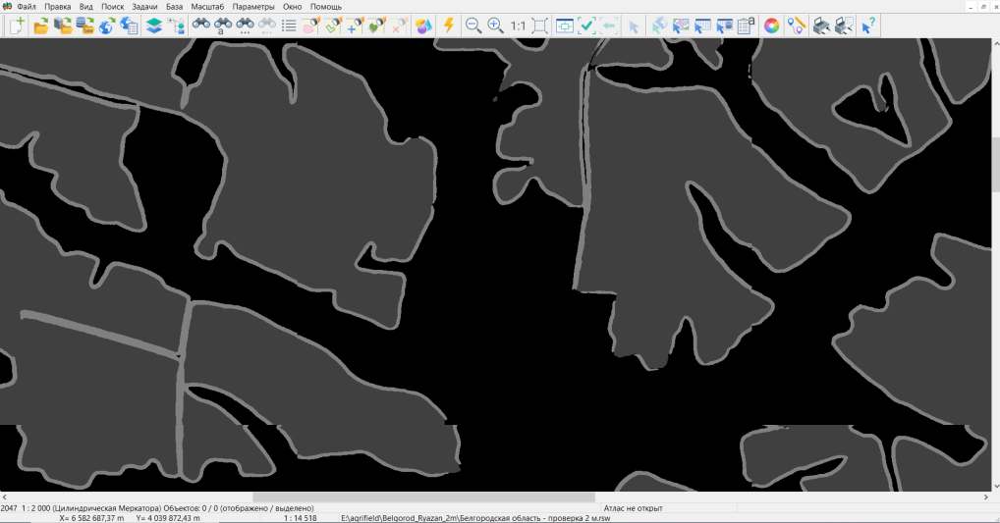 Файл Правка Вид Поиск Задачи База Масштаб Параметры Окно Помощь
a 1:1 a
2047 1 : 2 000 (Цилиндрическая Меркатора) Объектов: 0 / 0 (отображено / выделено) Атлас не открыт
X= 6 582 687,37 m Y= 4 039 872,43 m 1 : 14 518 E:\agrifield\Belgorod_Ryazan_2m\Белгородская область - проверка 2 м.rsw